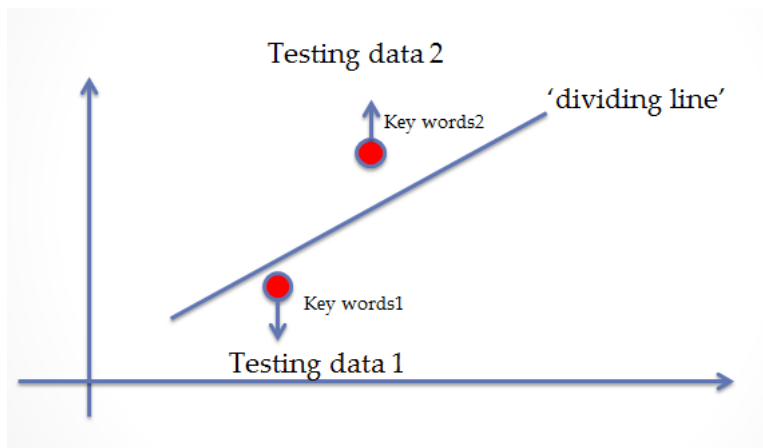 Testing data 2
‘dividing line’
Key words2
Key words1
Testing data 1